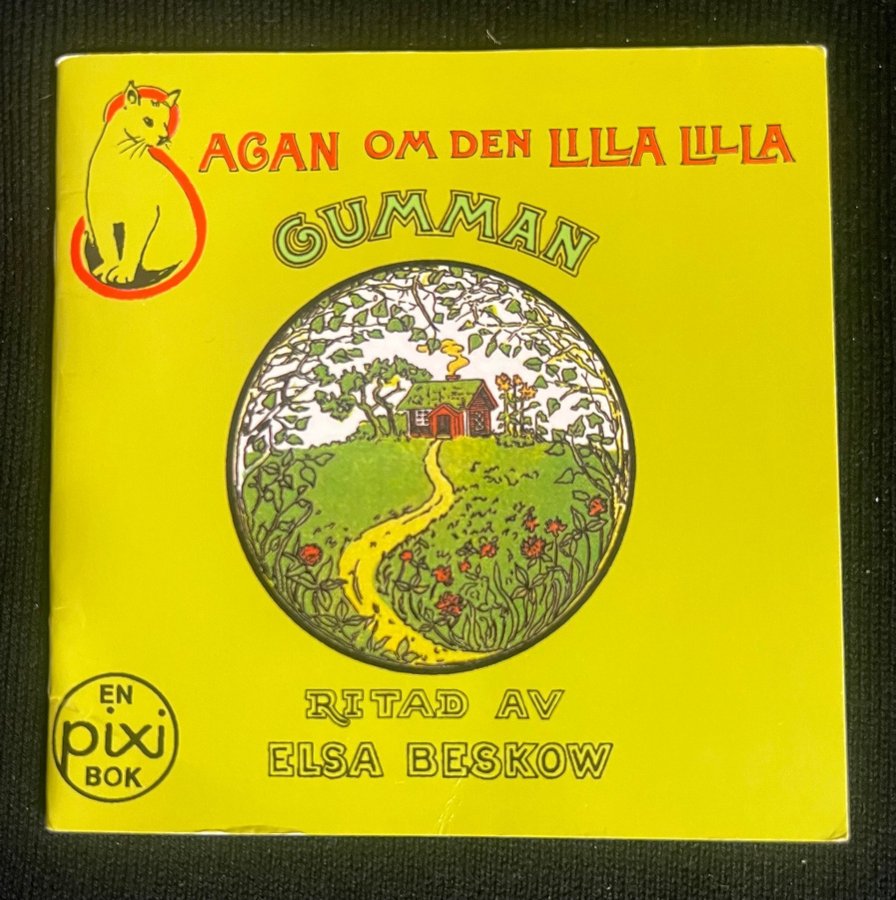 SAGAN OM DEN LILLA LILLA
GUMMAN
RITAD AV
ELSA BESKOW
EN
pixi
BOK